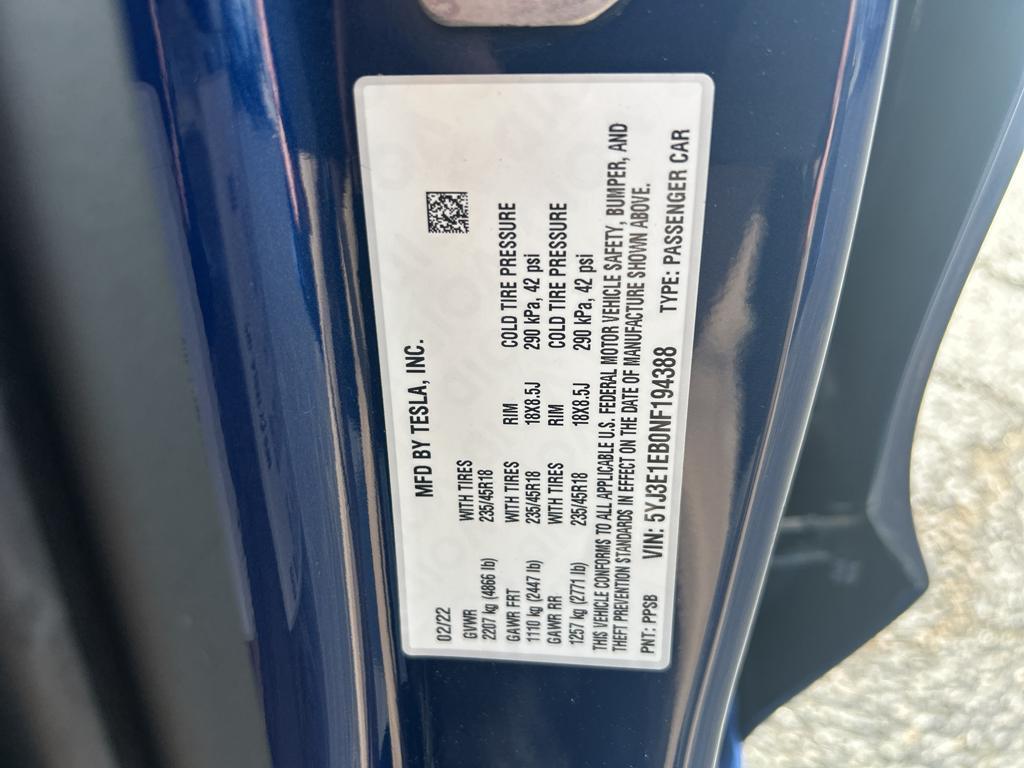 MFD BY TESLA, INC.
02/22
GVWR WITH TIRES
2207 kg (4866 lb) 235/45R18
GAWR FRT WITH TIRES RIM COLD TIRE PRESSURE
1110 kg (2447 lb) 235/45R18 18X8.5J 290 kPa, 42 psi
GAWR RR WITH TIRES RIM COLD TIRE PRESSURE
1257 kg (2771 lb) 235/45R18 18X8.5J 290 kPa, 42 psi
THIS VEHICLE CONFORMS TO ALL APPLICABLE U.S. FEDERAL MOTOR VEHICLE SAFETY, BUMPER, AND
THEFT PREVENTION STANDARDS IN EFFECT ON THE DATE OF MANUFACTURE SHOWN ABOVE.
PNT: PPSB VIN: 5YJ3E1EB0NF194388 TYPE: PASSENGER CAR